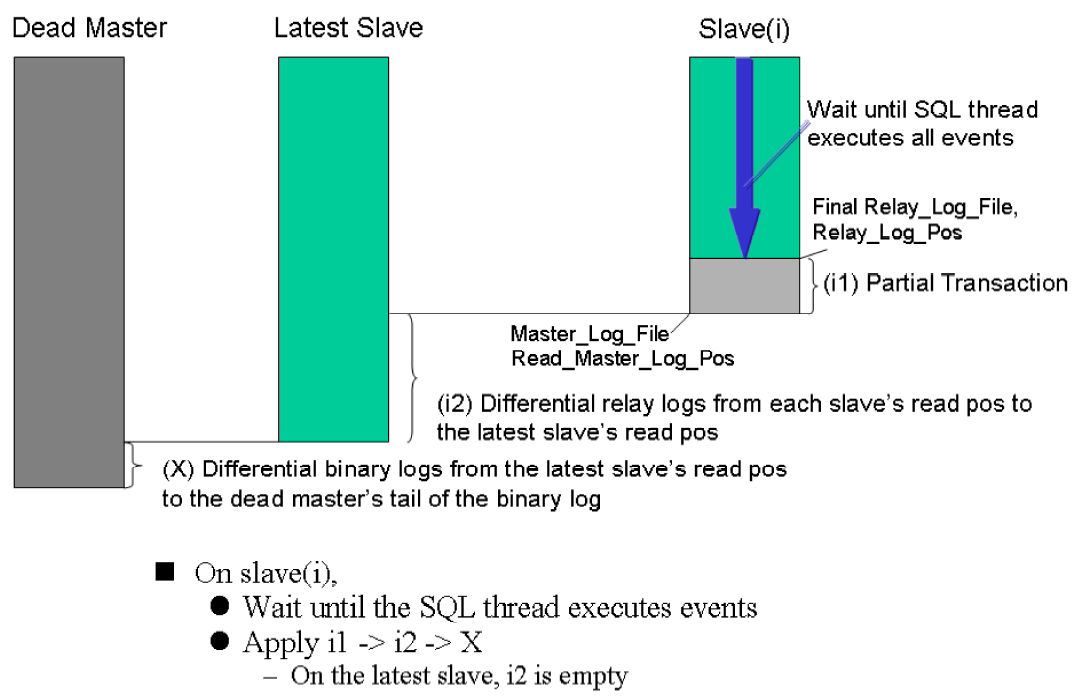 Dead Master
Latest Slave
Slave(i)
Wait until SQL thread
executes all events
Final Relay_Log_File,
Relay_Log_Pos
(i1) Partial Transaction
Master_Log_File
Read_Master_Log_Pos
(i2) Differential relay logs from each slave's read pos to
the latest slave's read pos
(X) Differential binary logs from the latest slave's read pos
to the dead master's tail of the binary log
■ On slave(i),
● Wait until the SQL thread executes events
● Apply i1 -> i2 -> X
– On the latest slave, i2 is empty